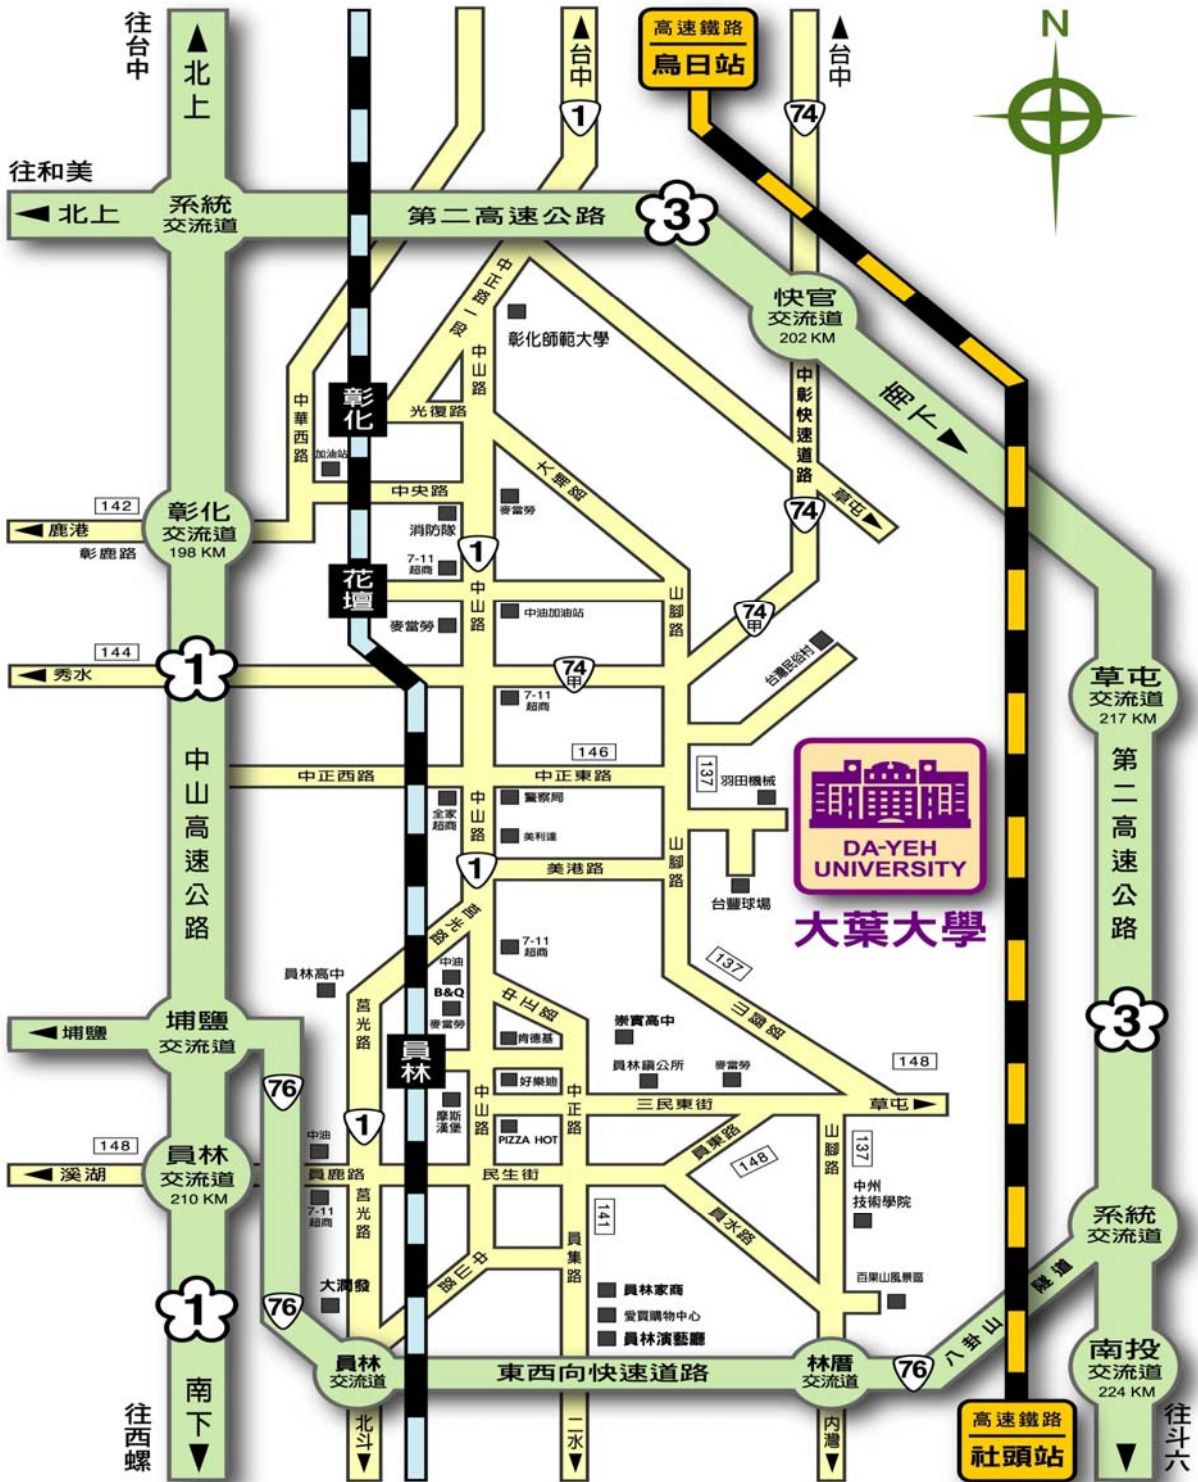 往台中
北上
台中
1
高速鐵路
烏日站
台中
74
N
往和美
北上
系統
交流道
第二高速公路
3
中正路一段
彰化師範大學
快官
交流道
202 KM
南下
中山路
彰化
光復路
中華西路
中彰快速道路
加油站
大埔路
中央路
麥當勞
草屯
142
鹿港
彰鹿路
彰化
交流道
198 KM
消防隊
74
1
7-11
超商
花壇
中山路
中油加油站
山腳路
74
甲
麥當勞
台灣民俗村
144
秀水
1
74
甲
7-11
超商
草屯
交流道
217 KM
146
中正西路
中正東路
137
羽田機械
中山高速公路
全家
超商
中山路
警察局
美利達
山腳路
DA-YEH
UNIVERSITY
大葉大學
第二高速公路
1
美港路
台豐球場
莒光路
7-11
超商
137
員林高中
中油
B&Q
麥當勞
中正路
山腳路
莒光路
崇實高中
3
埔鹽
埔鹽
交流道
員林
肯德基
員林鎮公所
麥當勞
148
76
好樂迪
中山路
中正路
三民東街
草屯
摩斯
漢堡
1
PIZZA HOT
員東路
山腳路
137
148
148
溪湖
員林
交流道
210 KM
中油
員鹿路
民生街
7-11
超商
莒光路
141
員水路
中州
技術學院
系統
交流道
中山路
員集路
大潤發
員林家商
百果山風景區
愛買購物中心
員林演藝廳
76
1
八卦山
隧道
員林
交流道
東西向快速道路
林厝
交流道
76
南投
交流道
224 KM
南下
往西螺
北斗
二水
內灣
高速鐵路
社頭站
往斗六